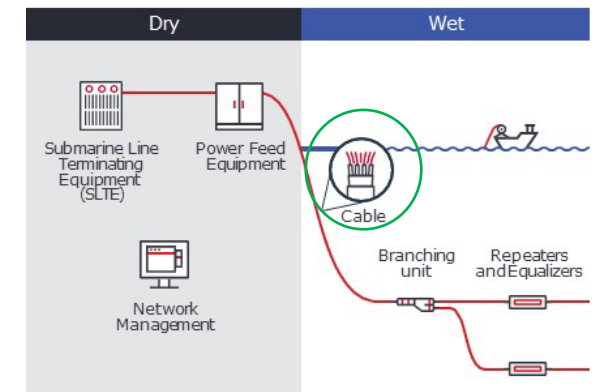 Dry
Wet
Submarine Line
Terminating
Equipment
(SLTE)
Power Feed
Equipment
Cable
Branching
unit
Repeaters
and Equalizers
Network
Management